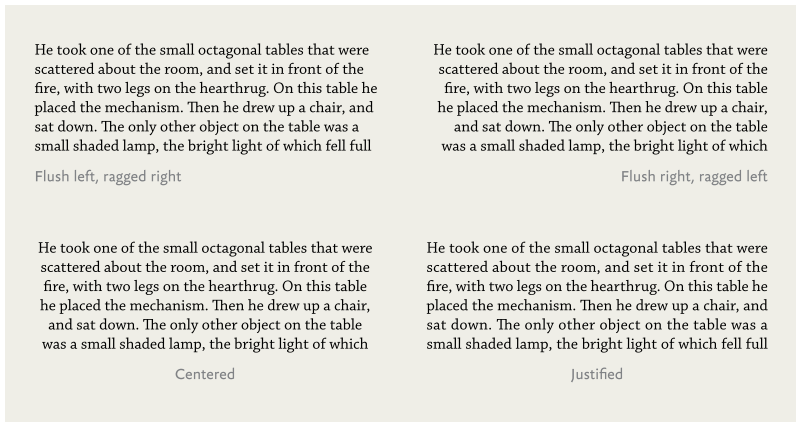 He took one of the small octagonal tables that were
scattered about the room, and set it in front of the
fire, with two legs on the hearthrug. On this table he
placed the mechanism. Then he drew up a chair, and
sat down. The only other object on the table was a
small shaded lamp, the bright light of which fell full
Flush left, ragged right
He took one of the small octagonal tables that were
scattered about the room, and set it in front of the
fire, with two legs on the hearthrug. On this table
he placed the mechanism. Then he drew up a chair,
and sat down. The only other object on the table
was a small shaded lamp, the bright light of which
Flush right, ragged left
He took one of the small octagonal tables that were
scattered about the room, and set it in front of the
fire, with two legs on the hearthrug. On this table
he placed the mechanism. Then he drew up a chair,
and sat down. The only other object on the table
was a small shaded lamp, the bright light of which
Centered
He took one of the small octagonal tables that were
scattered about the room, and set it in front of the
fire, with two legs on the hearthrug. On this table he
placed the mechanism. Then he drew up a chair, and
sat down. The only other object on the table was a
small shaded lamp, the bright light of which fell full
Justified